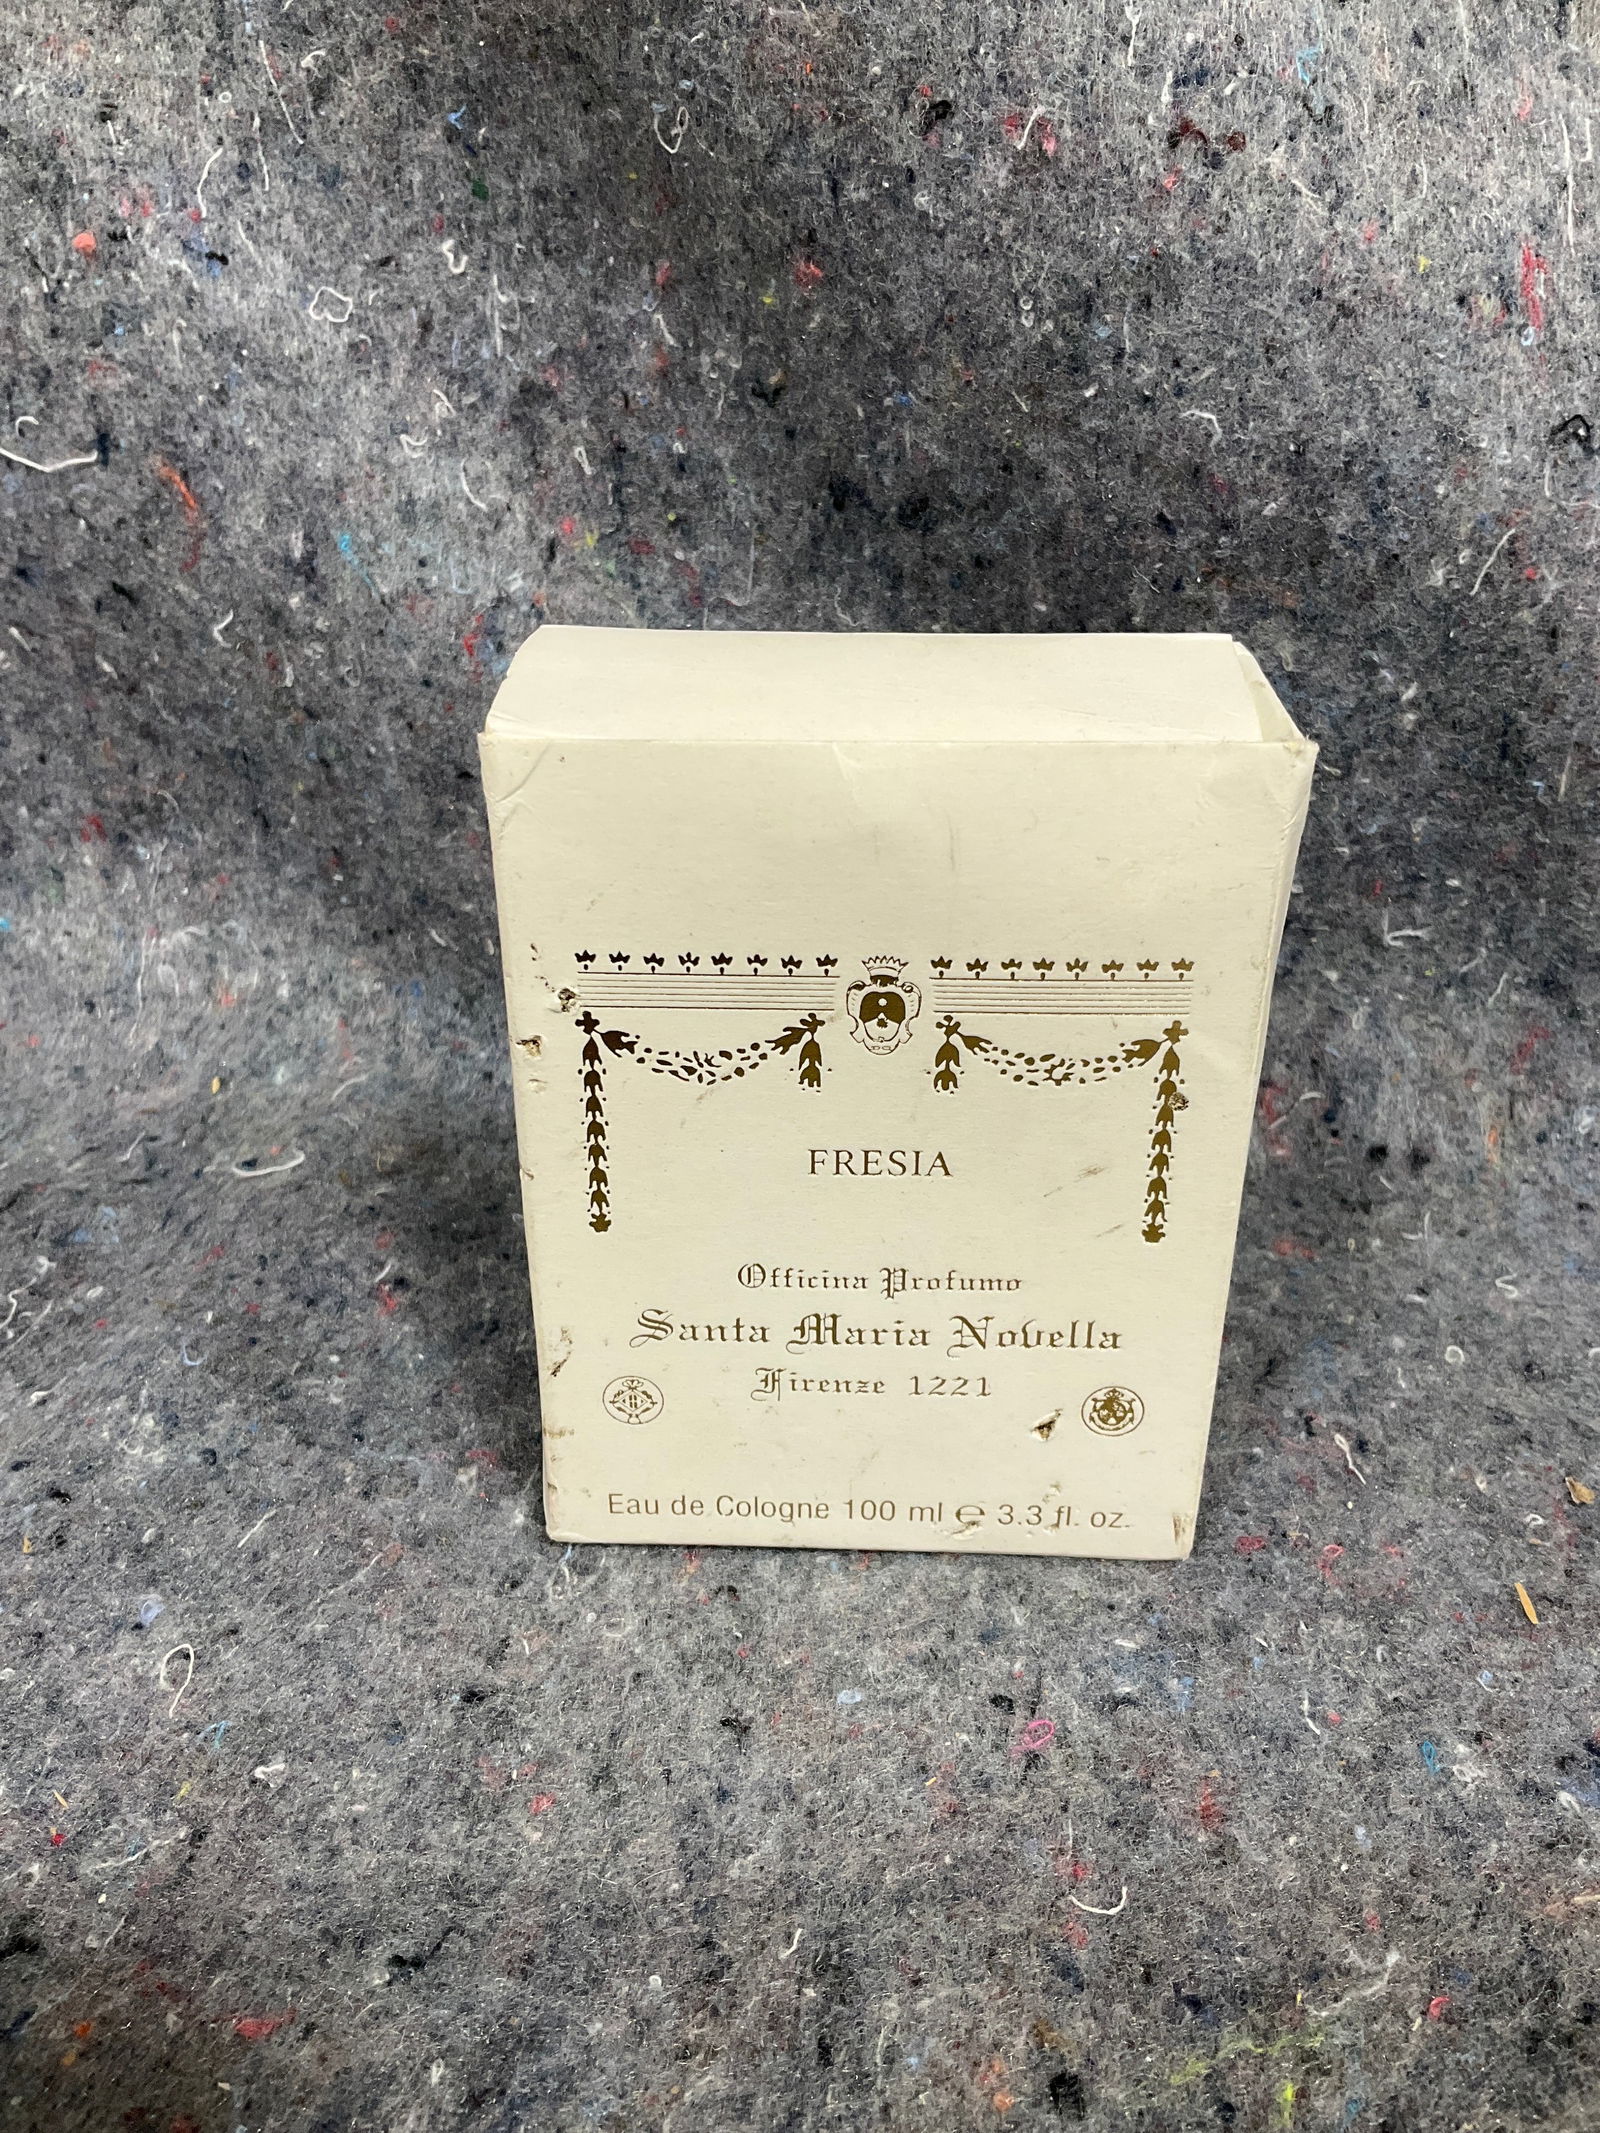 FRESIA
Officina Profumo
Santa Maria Novella
Firenze 1221
Eau de Cologne 100 ml ℮ 3.3 fl. oz.